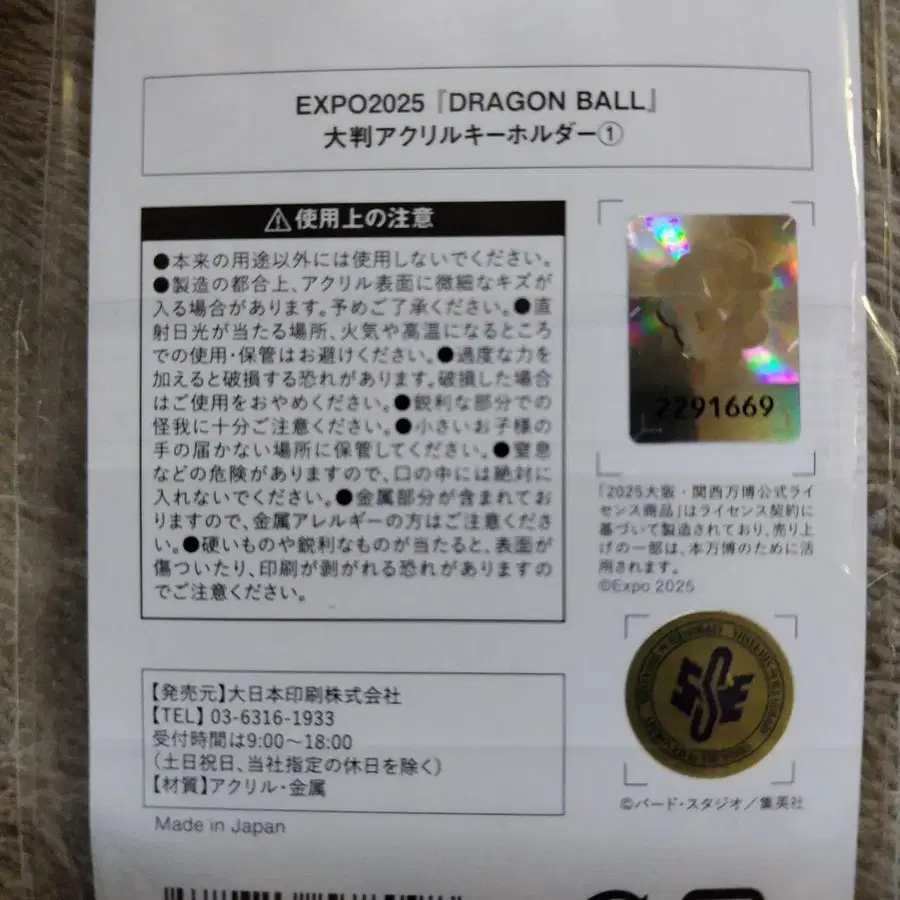 EXPO2025『DRAGON BALL』
大判アクリルキーホルダー①
⚠使用上の注意
●本来の用途以外には使用しないでください。
●製造の都合上、アクリル表面に微細なキズが
入る場合があります。予めご了承ください。●直
射日光が当たる場所、火気や高温になるところ
での使用・保管はお避けください。●過度な力を
加えると破損する恐れがあります。破損した場合
はご使用をおやめください。●鋭利な部分での
怪我に十分ご注意ください。●小さいお子様の
手の届かない場所に保管してください。●窒息
などの危険がありますので、口の中には絶対に
入れないでください。●金属部分が含まれてお
りますので、金属アレルギーの方はご注意くださ
い。●硬いものや鋭利なものが当たると、表面が
傷ついたり、印刷が剥がれる恐れがありますの
でご注意ください。
2291669
「2025大阪・関西万博公式ライ
センス商品」はライセンス契約に
基づいて製造されており、売り上
げの一部は、本万博のために活
用されます。
©Expo 2025
【発売元】大日本印刷株式会社
【TEL】03-6316-1933
受付時間は9:00〜18:00
（土日祝日、当社指定の休日を除く）
【材質】アクリル・金属
©バード・スタジオ／集英社
Made in Japan